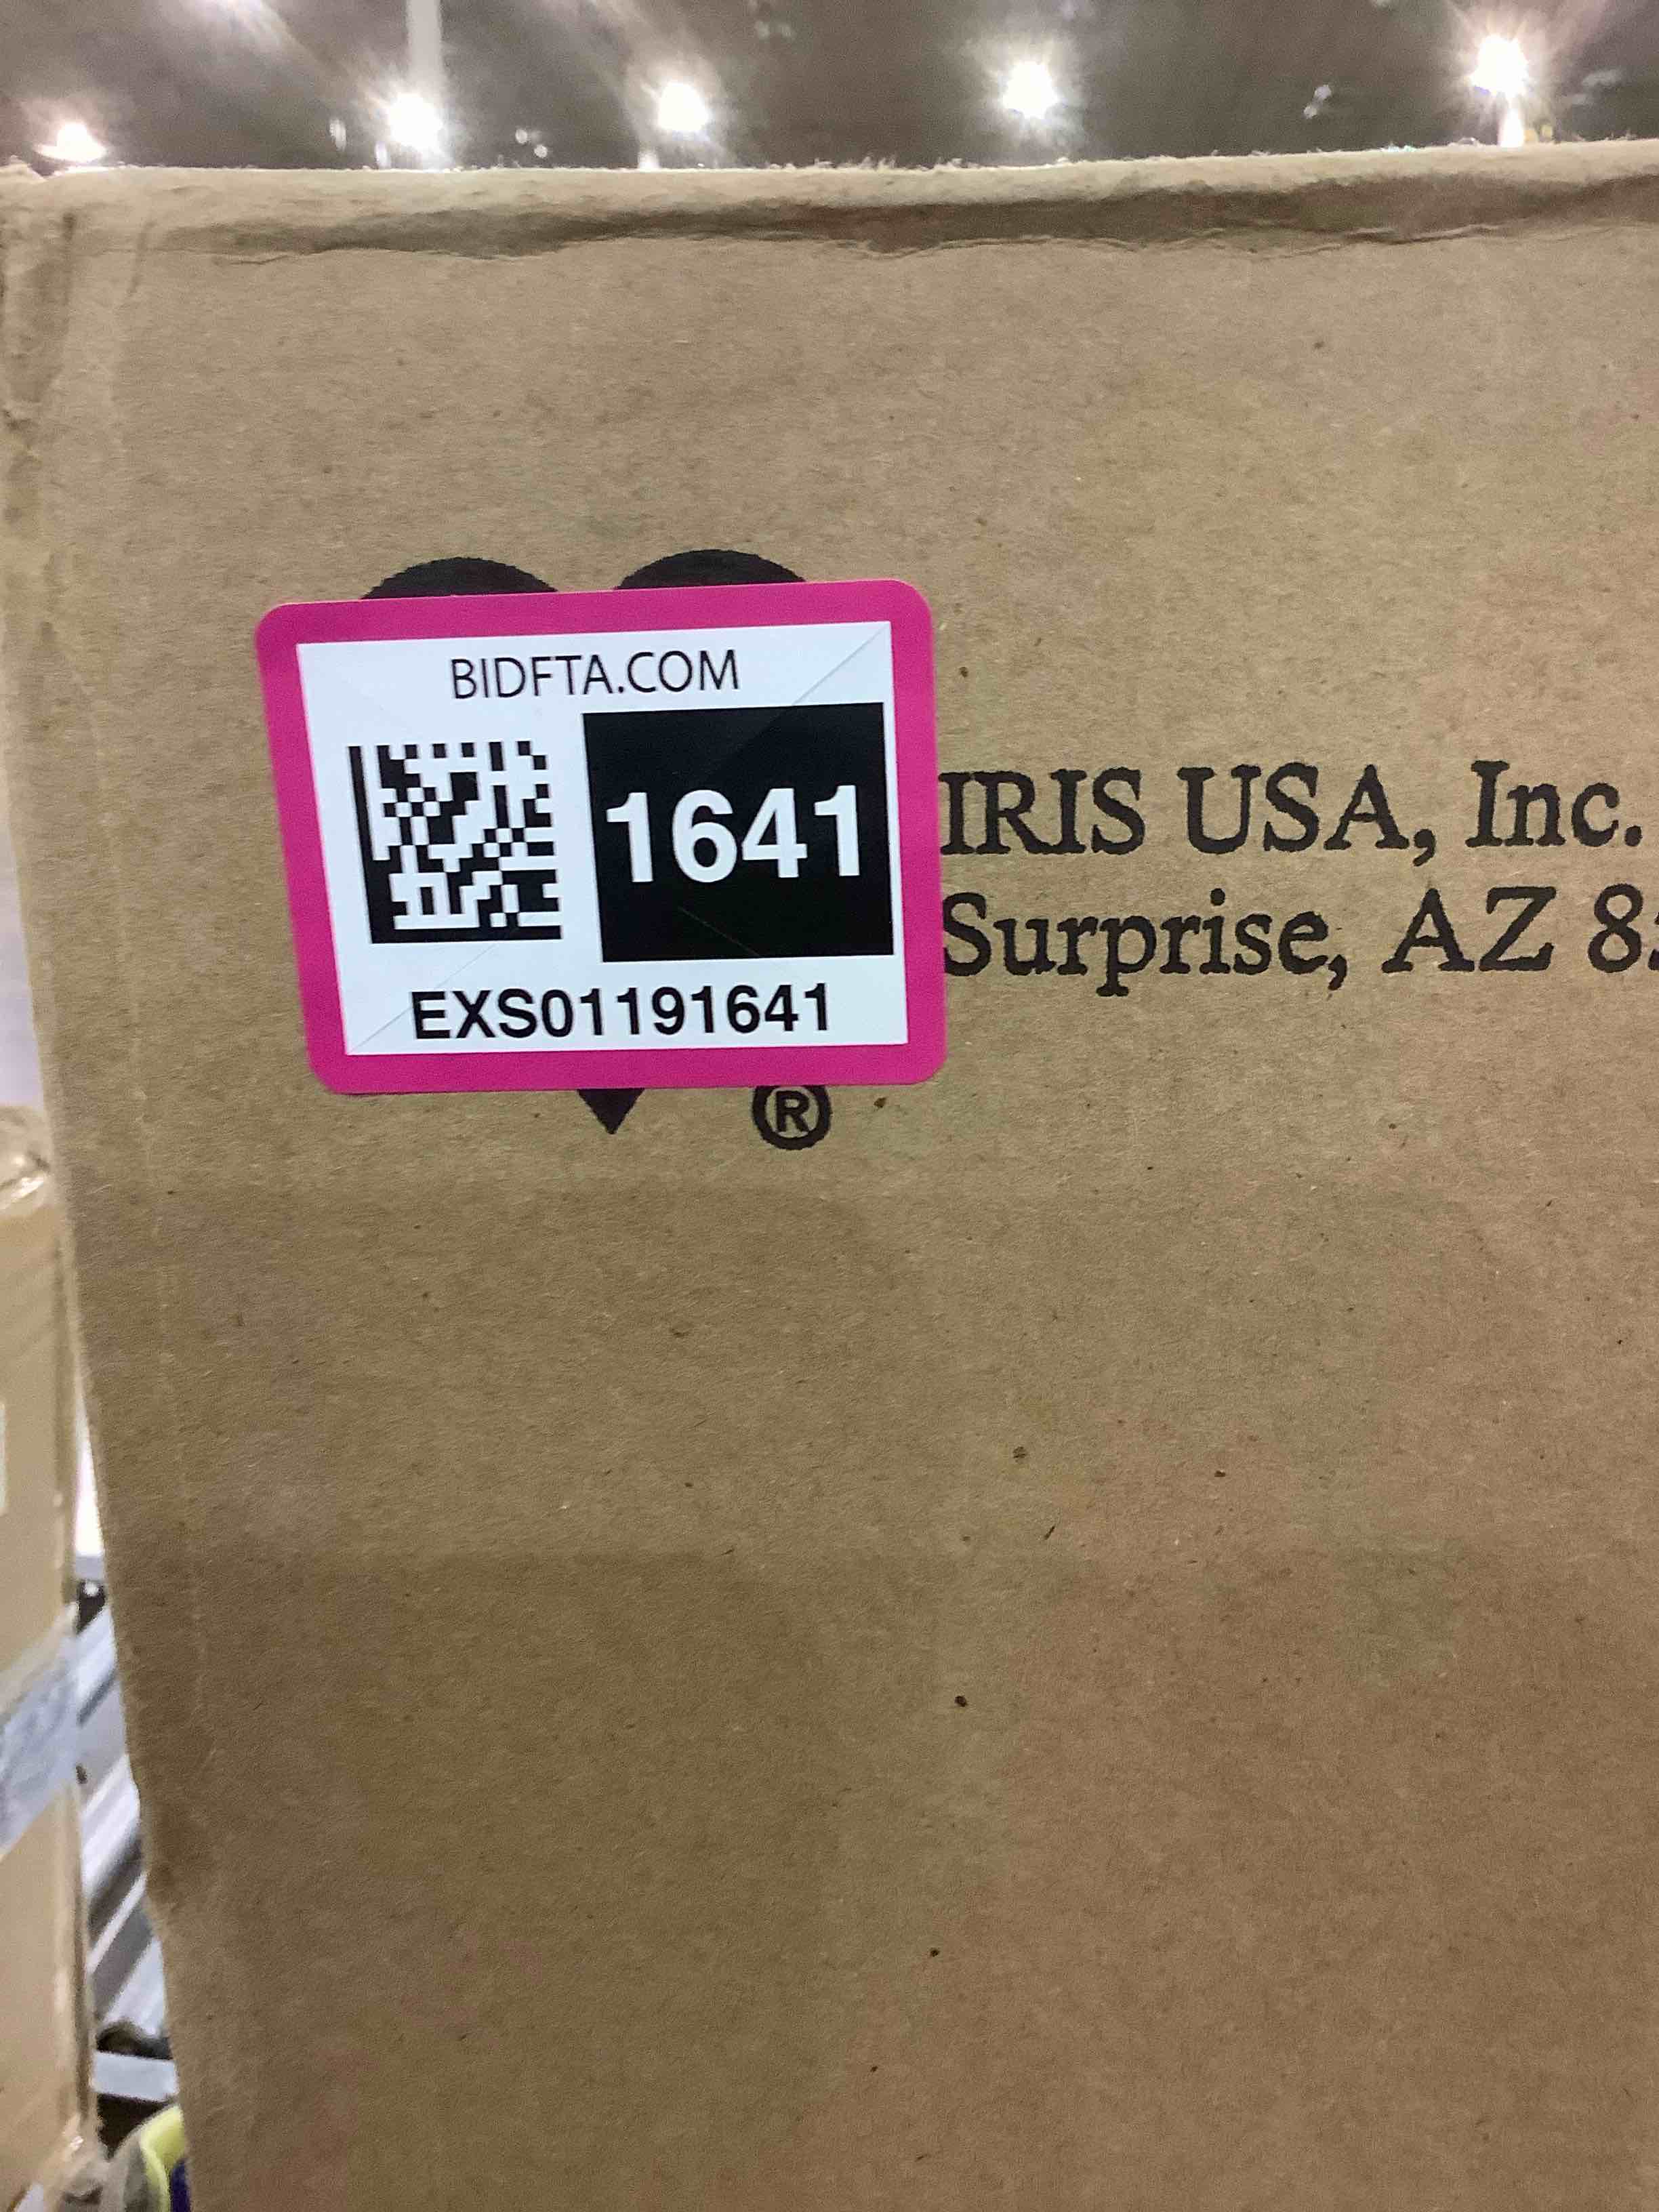 BIDFTA.COM
1641
EXS01191641
IRIS USA, Inc.
Surprise, AZ
®